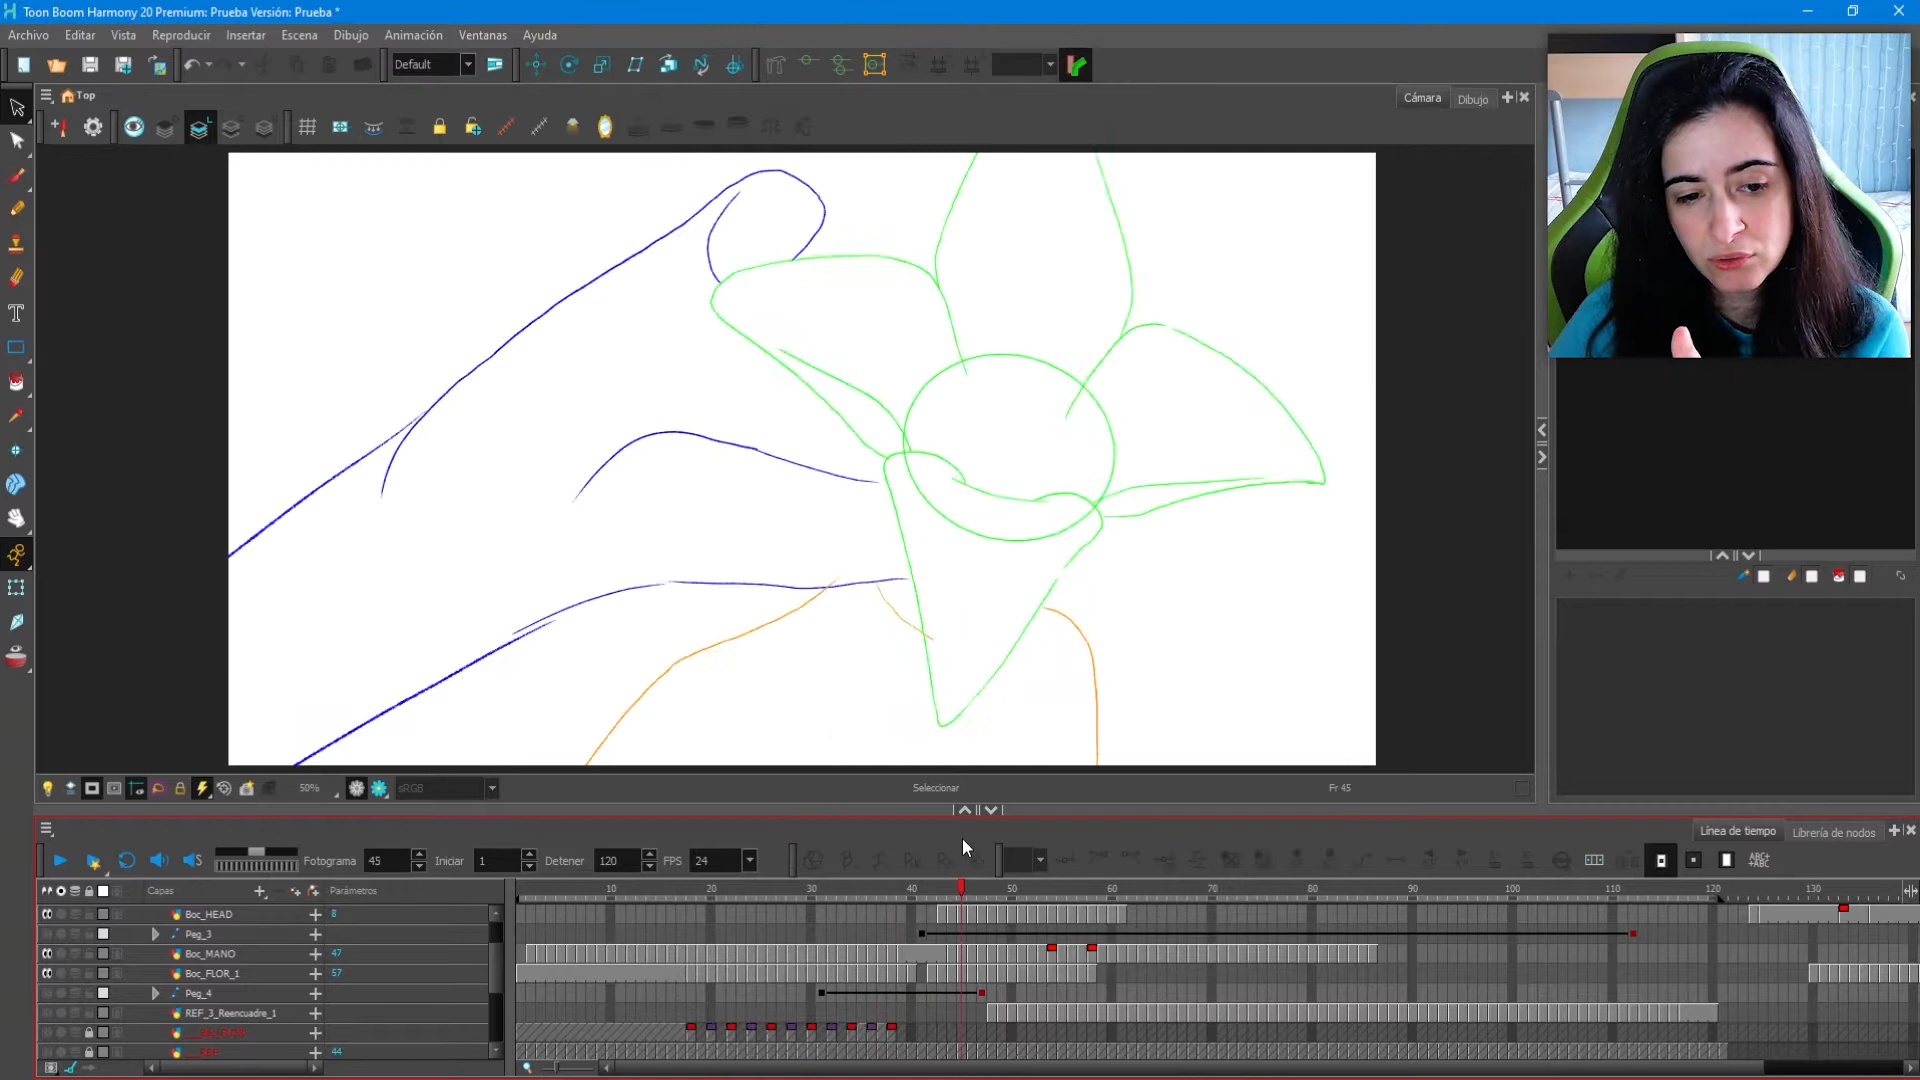 Toon Boom Harmony 20 Premium: Prueba Versión: Prueba *
Archivo Editar Vista Reproducir Insertar Escena Dibujo Animación Ventanas Ayuda
Default
Top
Cámara Dibujo
50% sRGB Seleccionar Fr 45
Línea de tiempo Librería de nodos
Fotograma 45 Iniciar 1 Detener 120 FPS 24
Capas Parámetros
10 20 30 40 50 60 70 80 90 100 110 120 130
Boc_HEAD 8
Peg_3
Boc_MANO 47
Boc_FLOR_1 57
Peg_4
REF_3_Reencuadre_1
REF 44